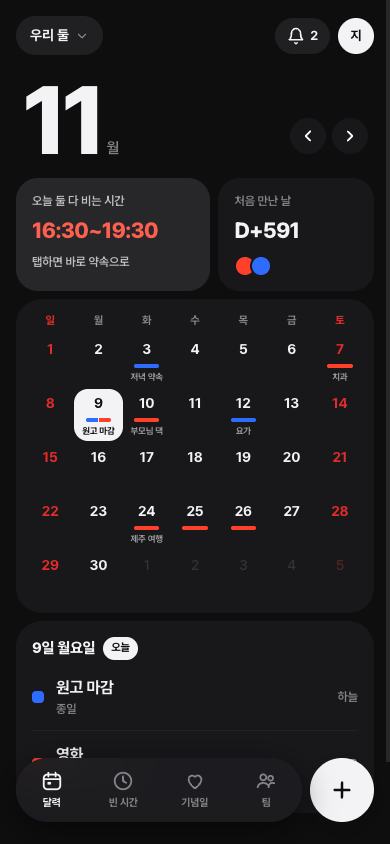 우리 둘
2
지
11 월
오늘 둘 다 비는 시간
16:30~19:30
탭하면 바로 약속으로
처음 만난 날
D+591
일 월 화 수 목 금 토
1 2 3 4 5 6 7
저녁 약속 치과
8 9 10 11 12 13 14
원고 마감 부모님 댁 요가
15 16 17 18 19 20 21
22 23 24 25 26 27 28
제주 여행
29 30 1 2 3 4 5
9일 월요일 오늘
원고 마감 하늘
종일
영화
달력 빈 시간 기념일 팀